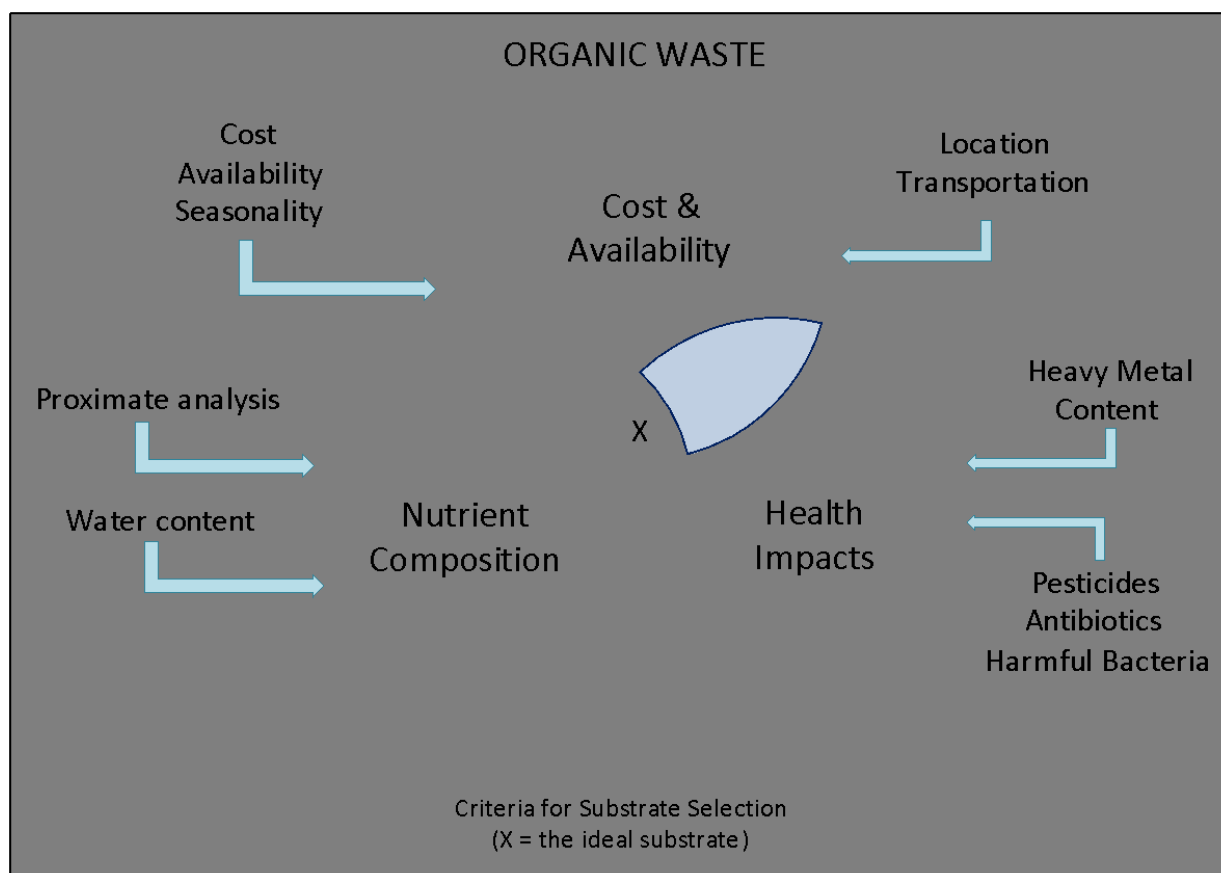 ORGANIC WASTE
Cost
Availability
Seasonality
Location
Transportation
Cost &
Availability
Proximate analysis
Heavy Metal
Content
X
Water content
Nutrient
Composition
Health
Impacts
Pesticides
Antibiotics
Harmful Bacteria
Criteria for Substrate Selection
(X = the ideal substrate)